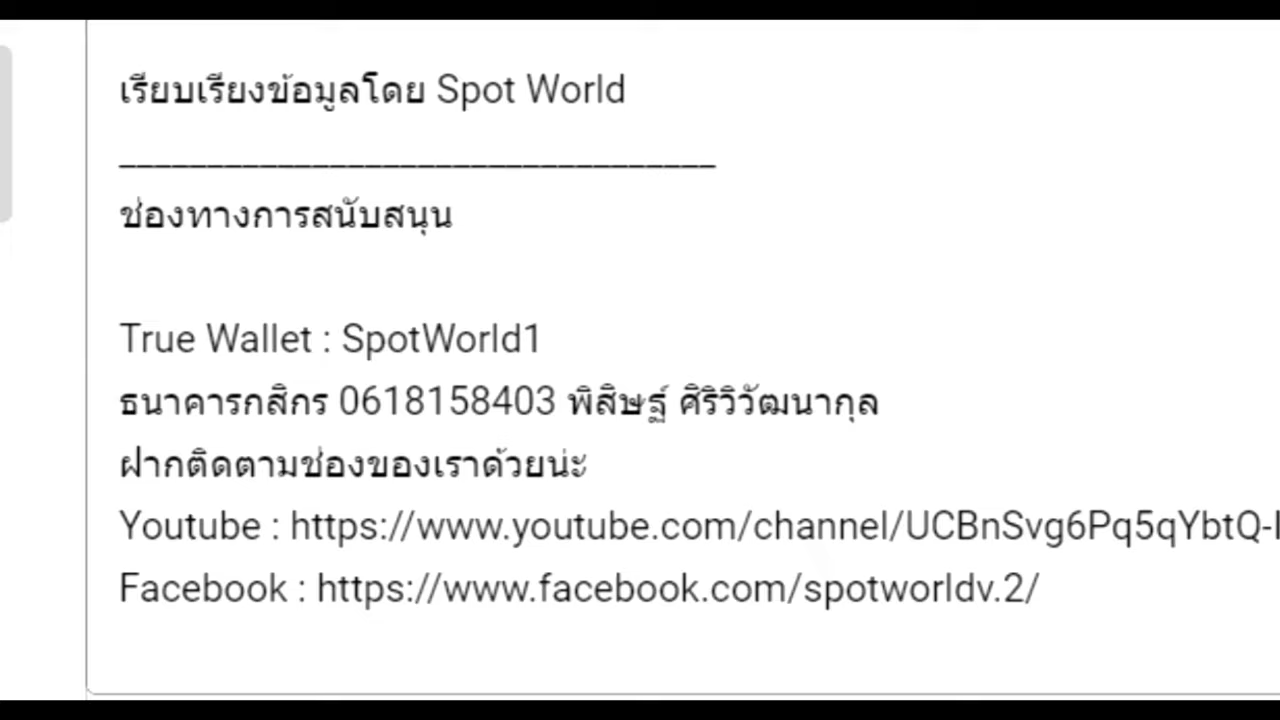 เรียบเรียงข้อมูลโดย Spot World
__________________________________
ช่องทางการสนับสนุน
True Wallet : SpotWorld1
ธนาคารกสิกร 0618158403 พิสิษฐ์ ศิริวิวัฒนากุล
ฝากติดตามช่องของเราด้วยน่ะ
Youtube : https://www.youtube.com/channel/UCBnSvg6Pq5qYbtQ-
Facebook : https://www.facebook.com/spotworldv.2/